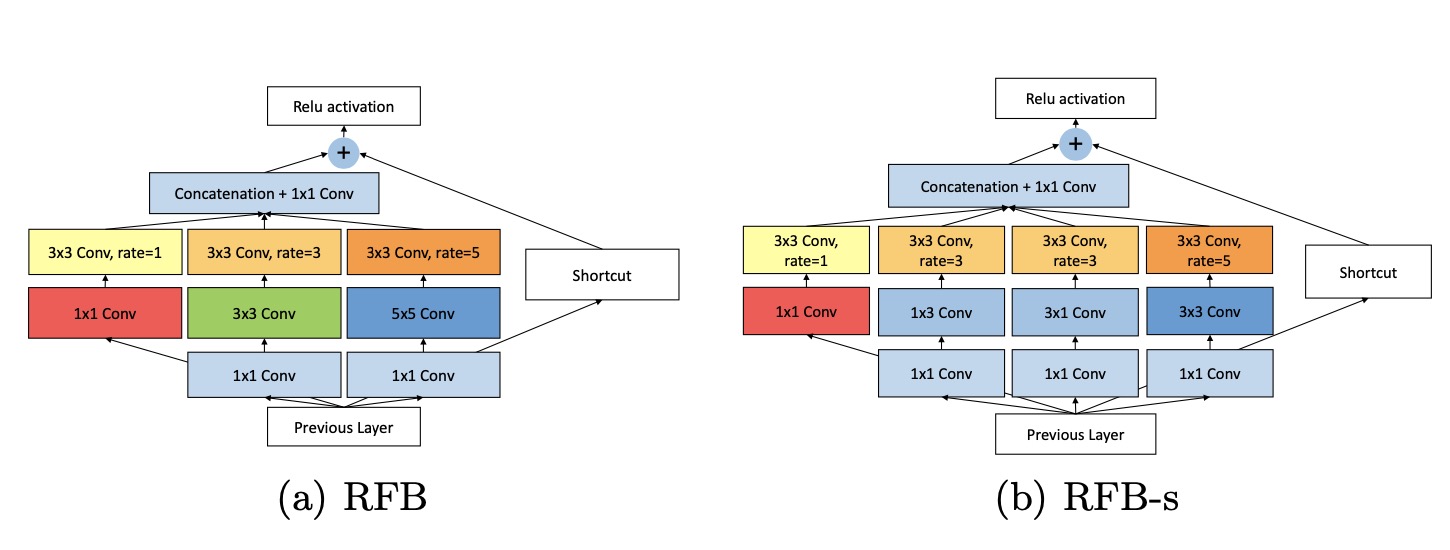 Relu activation
+
Concatenation + 1x1 Conv
3x3 Conv, rate=1
3x3 Conv, rate=3
3x3 Conv, rate=5
Shortcut
1x1 Conv
3x3 Conv
5x5 Conv
1x1 Conv
1x1 Conv
Previous Layer
(a) RFB
Relu activation
+
Concatenation + 1x1 Conv
3x3 Conv,
rate=1
3x3 Conv,
rate=3
3x3 Conv,
rate=3
3x3 Conv,
rate=5
Shortcut
1x1 Conv
1x3 Conv
3x1 Conv
3x3 Conv
1x1 Conv
1x1 Conv
1x1 Conv
Previous Layer
(b) RFB-s